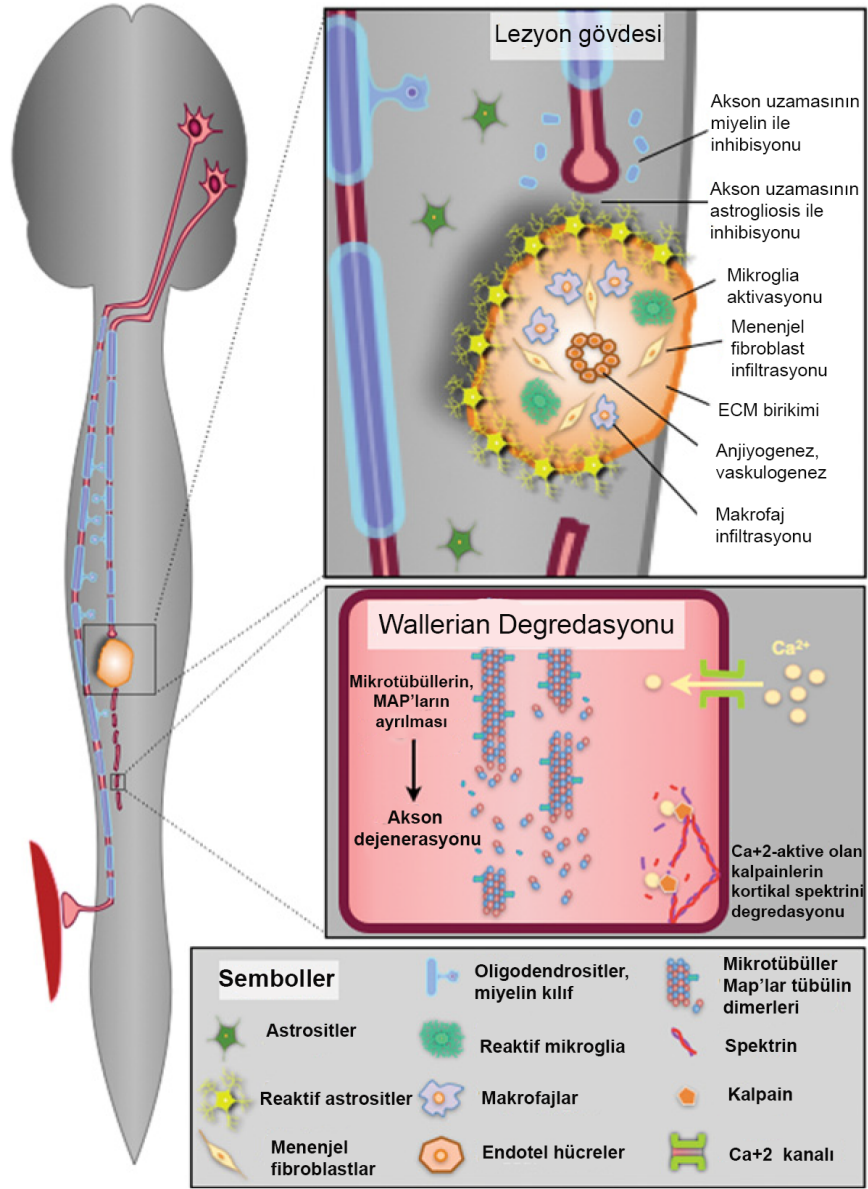 Lezyon gövdesi
Akson uzamasının
miyelin ile
inhibisyonu
Akson uzamasının
astrogliosis ile
inhibisyonu
Mikroglia
aktivasyonu
Menenjel
fibroblast
infiltrasyonu
ECM birikimi
Anjiyogenez,
vaskulogenez
Makrofaj
infiltrasyonu
Wallerian Degredasyonu
Mikrotübüllerin,
MAP’ların
ayrılması
Akson
dejenerasyonu
Ca2+
Ca+2-aktive olan
kalpainlerin
kortikal spektrini
degredasyonu
Semboller
Astrositler
Reaktif astrositler
Menenjel
fibroblastlar
Oligodendrositler,
miyelin kılıf
Reaktif mikroglia
Makrofajlar
Endotel hücreler
Mikrotübüller
Map’lar tübülin
dimerleri
Spektrin
Kalpain
Ca+2 kanalı